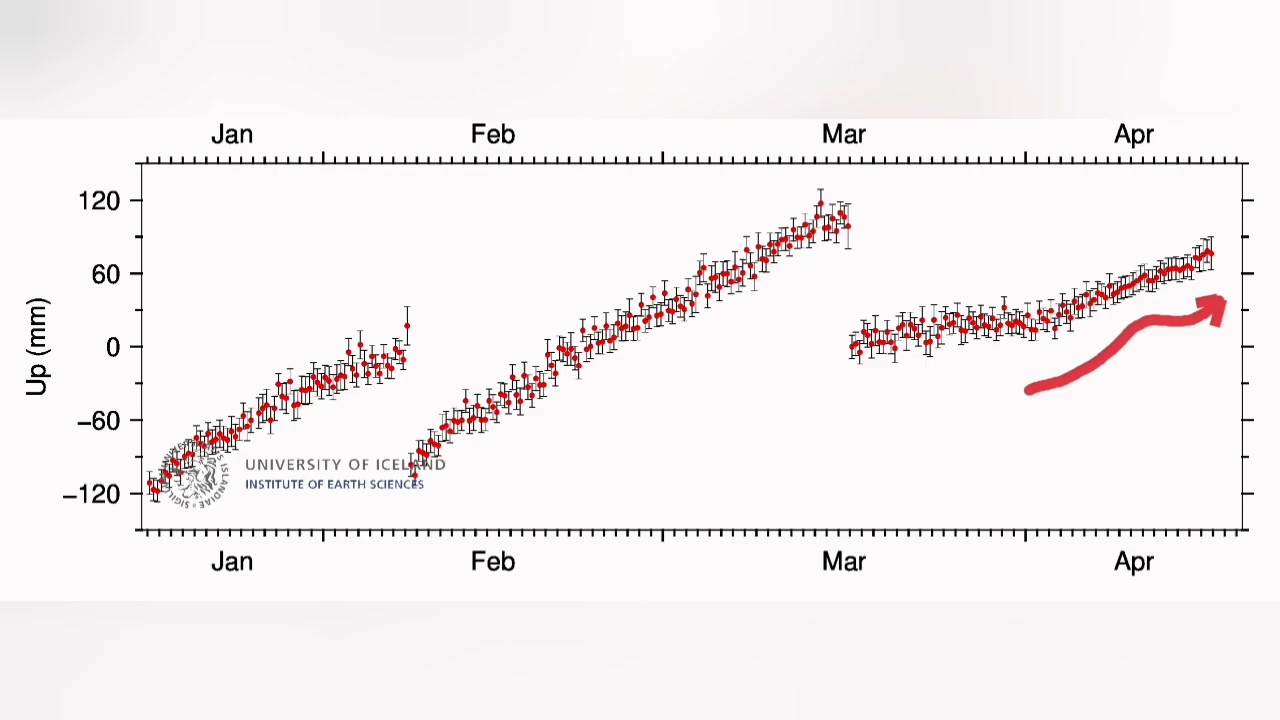 Jan Feb Mar Apr
120
60
0
−60
−120
Up (mm)
UNIVERSITY OF ICELAND
INSTITUTE OF EARTH SCIENCES
Jan Feb Mar Apr